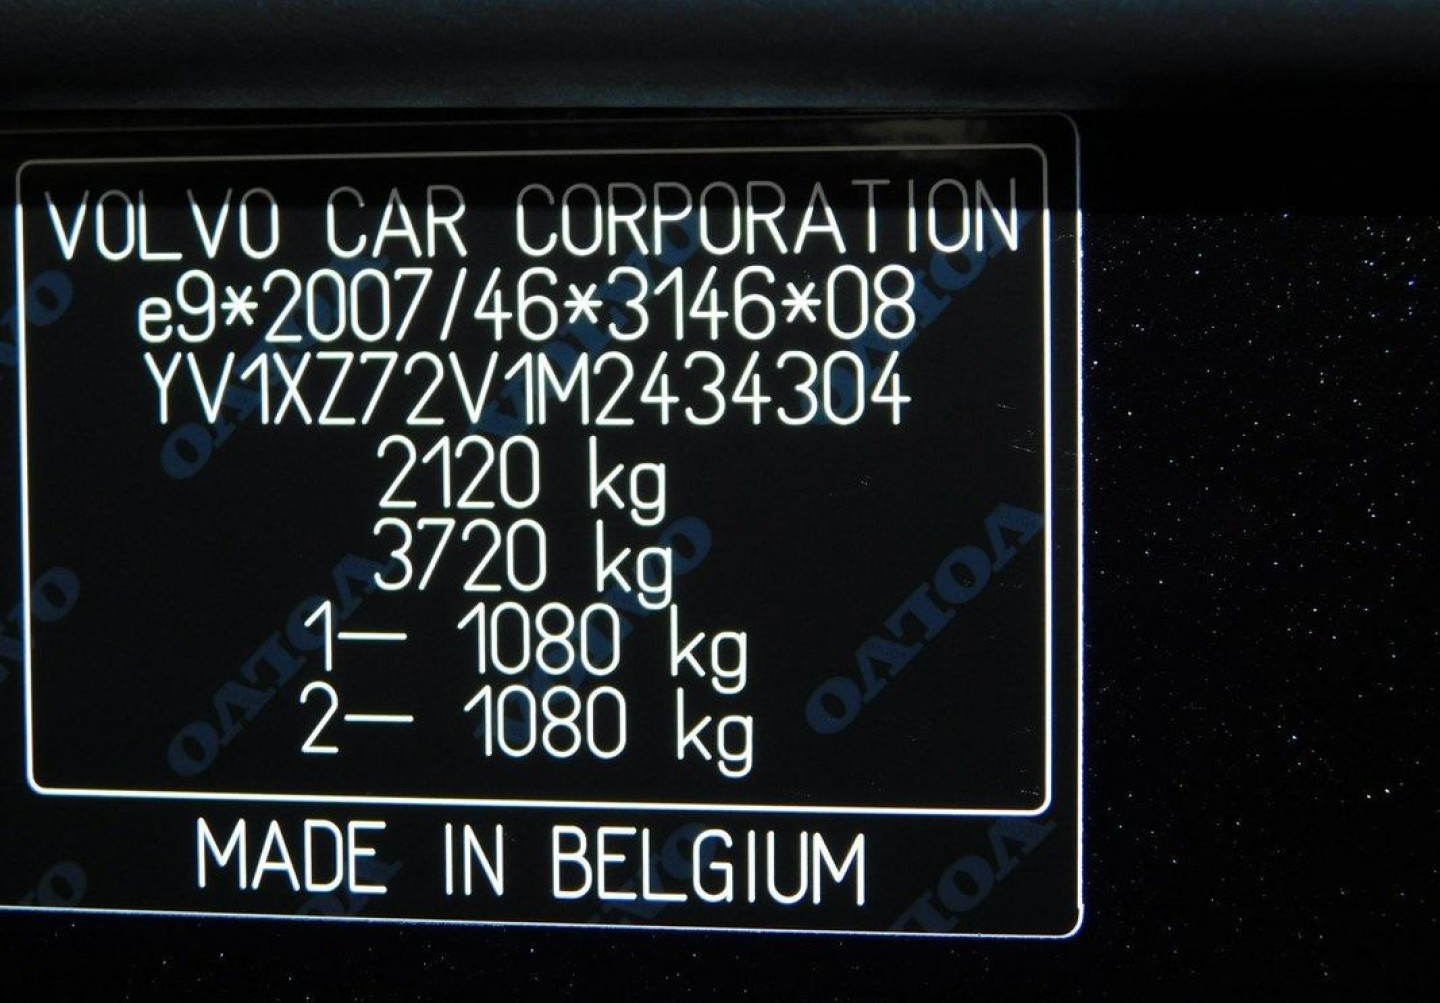 VOLVO CAR CORPORATION
e9*2007/46*3146*08
YV1XZ72V1M2434304
2120 kg
3720 kg
1— 1080 kg
2— 1080 kg
MADE IN BELGIUM